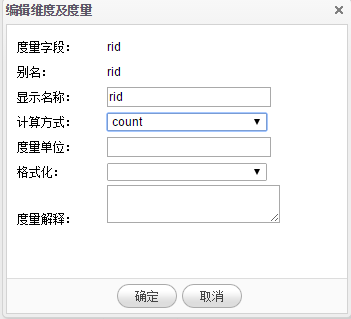 编辑维度及度量
度量字段： rid
别名： rid
显示名称： rid
计算方式： count
度量单位：
格式化：
度量解释：
确定 取消